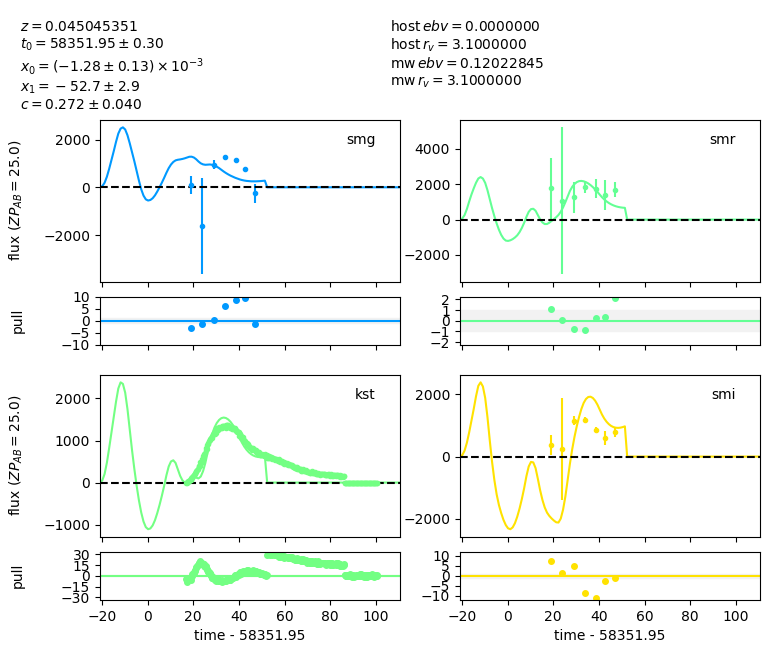 z = 0.045045351
t₀ = 58351.95 ± 0.30
x₀ = (−1.28 ± 0.13) × 10⁻³
x₁ = −52.7 ± 2.9
c = 0.272 ± 0.040
host ebv = 0.0000000
host r_v = 3.1000000
mw ebv = 0.12022845
mw r_v = 3.1000000
flux (ZP_AB = 25.0)
2000
0
−2000
smg
4000
2000
0
−2000
smr
pull
10
5
0
−5
−10
2
1
0
−1
−2
flux (ZP_AB = 25.0)
2000
1000
0
−1000
kst
2000
0
−2000
smi
pull
30
15
0
−15
−30
10
5
0
−5
−10
−20 0 20 40 60 80 100
−20 0 20 40 60 80 100
time - 58351.95
time - 58351.95